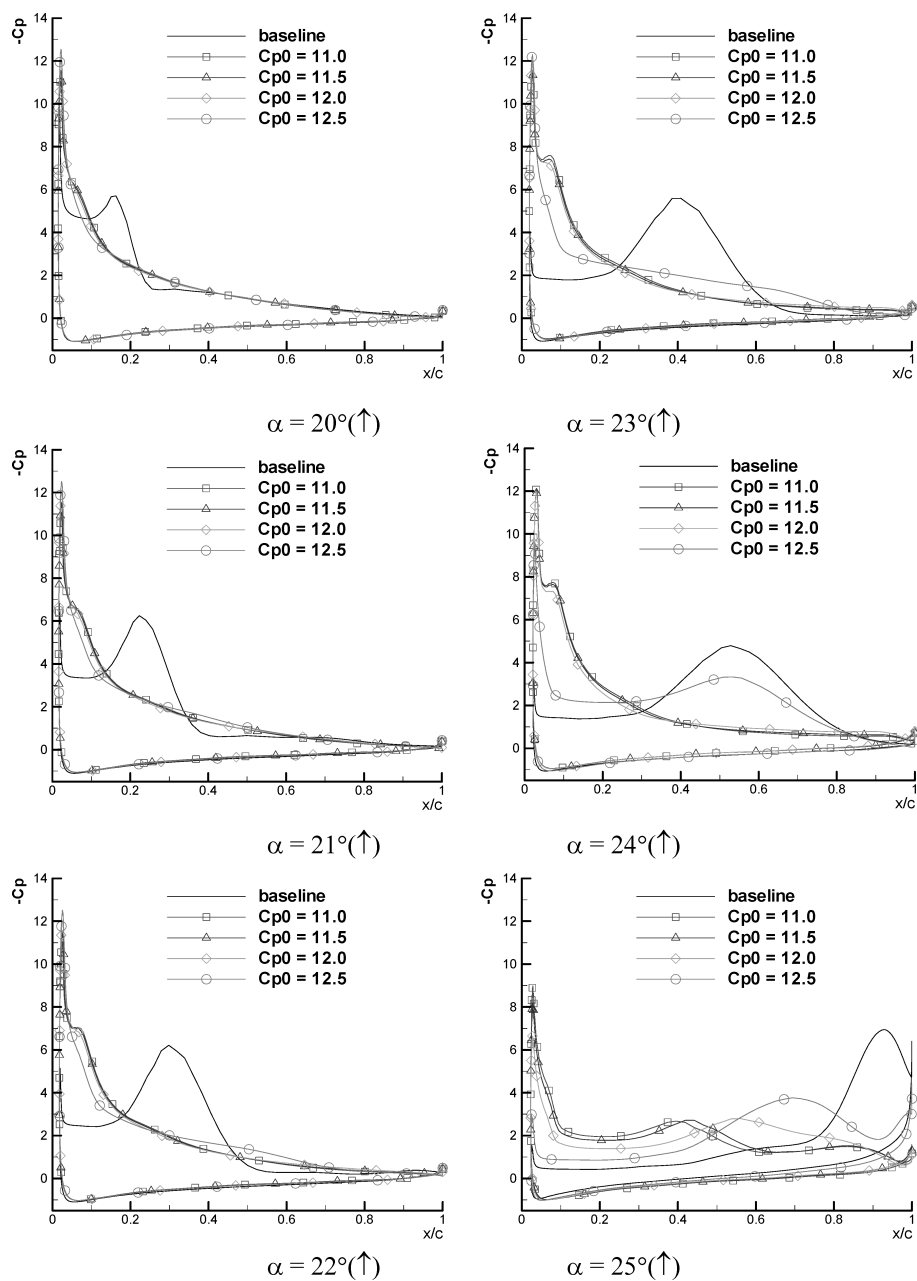 -Cp
14
12
10
8
6
4
2
0
0 0.2 0.4 0.6 0.8 1
x/c
baseline
Cp0 = 11.0
Cp0 = 11.5
Cp0 = 12.0
Cp0 = 12.5
α = 20°(↑)
-Cp
14
12
10
8
6
4
2
0
0 0.2 0.4 0.6 0.8 1
x/c
baseline
Cp0 = 11.0
Cp0 = 11.5
Cp0 = 12.0
Cp0 = 12.5
α = 23°(↑)
-Cp
14
12
10
8
6
4
2
0
0 0.2 0.4 0.6 0.8 1
x/c
baseline
Cp0 = 11.0
Cp0 = 11.5
Cp0 = 12.0
Cp0 = 12.5
α = 21°(↑)
-Cp
14
12
10
8
6
4
2
0
0 0.2 0.4 0.6 0.8 1
x/c
baseline
Cp0 = 11.0
Cp0 = 11.5
Cp0 = 12.0
Cp0 = 12.5
α = 24°(↑)
-Cp
14
12
10
8
6
4
2
0
0 0.2 0.4 0.6 0.8 1
x/c
baseline
Cp0 = 11.0
Cp0 = 11.5
Cp0 = 12.0
Cp0 = 12.5
α = 22°(↑)
-Cp
14
12
10
8
6
4
2
0
0 0.2 0.4 0.6 0.8 1
x/c
baseline
Cp0 = 11.0
Cp0 = 11.5
Cp0 = 12.0
Cp0 = 12.5
α = 25°(↑)